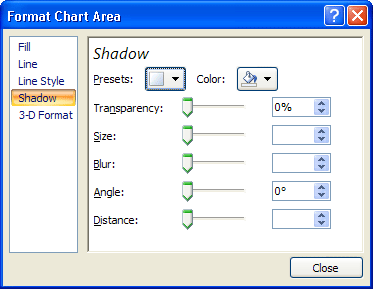 Format Chart Area
Fill
Line
Line Style
Shadow
3-D Format
Shadow
Presets: Color:
Transparency: 0%
Size:
Blur:
Angle: 0°
Distance:
Close